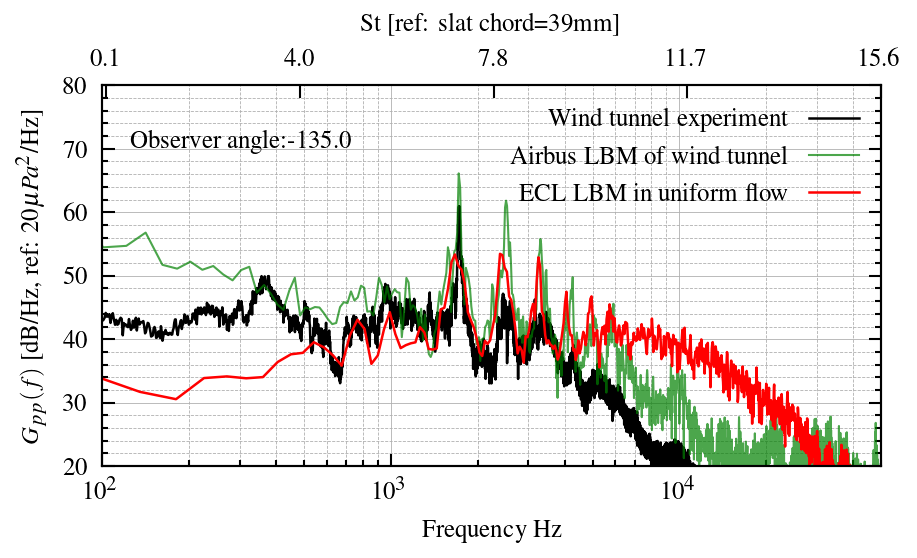 St [ref: slat chord=39mm]
0.1 4.0 7.8 11.7 15.6
80
70
60
50
40
30
20
G_{pp}(f) [dB/Hz, ref: 20μPa²/Hz]
Observer angle:-135.0
Wind tunnel experiment
Airbus LBM of wind tunnel
ECL LBM in uniform flow
10² 10³ 10⁴
Frequency Hz